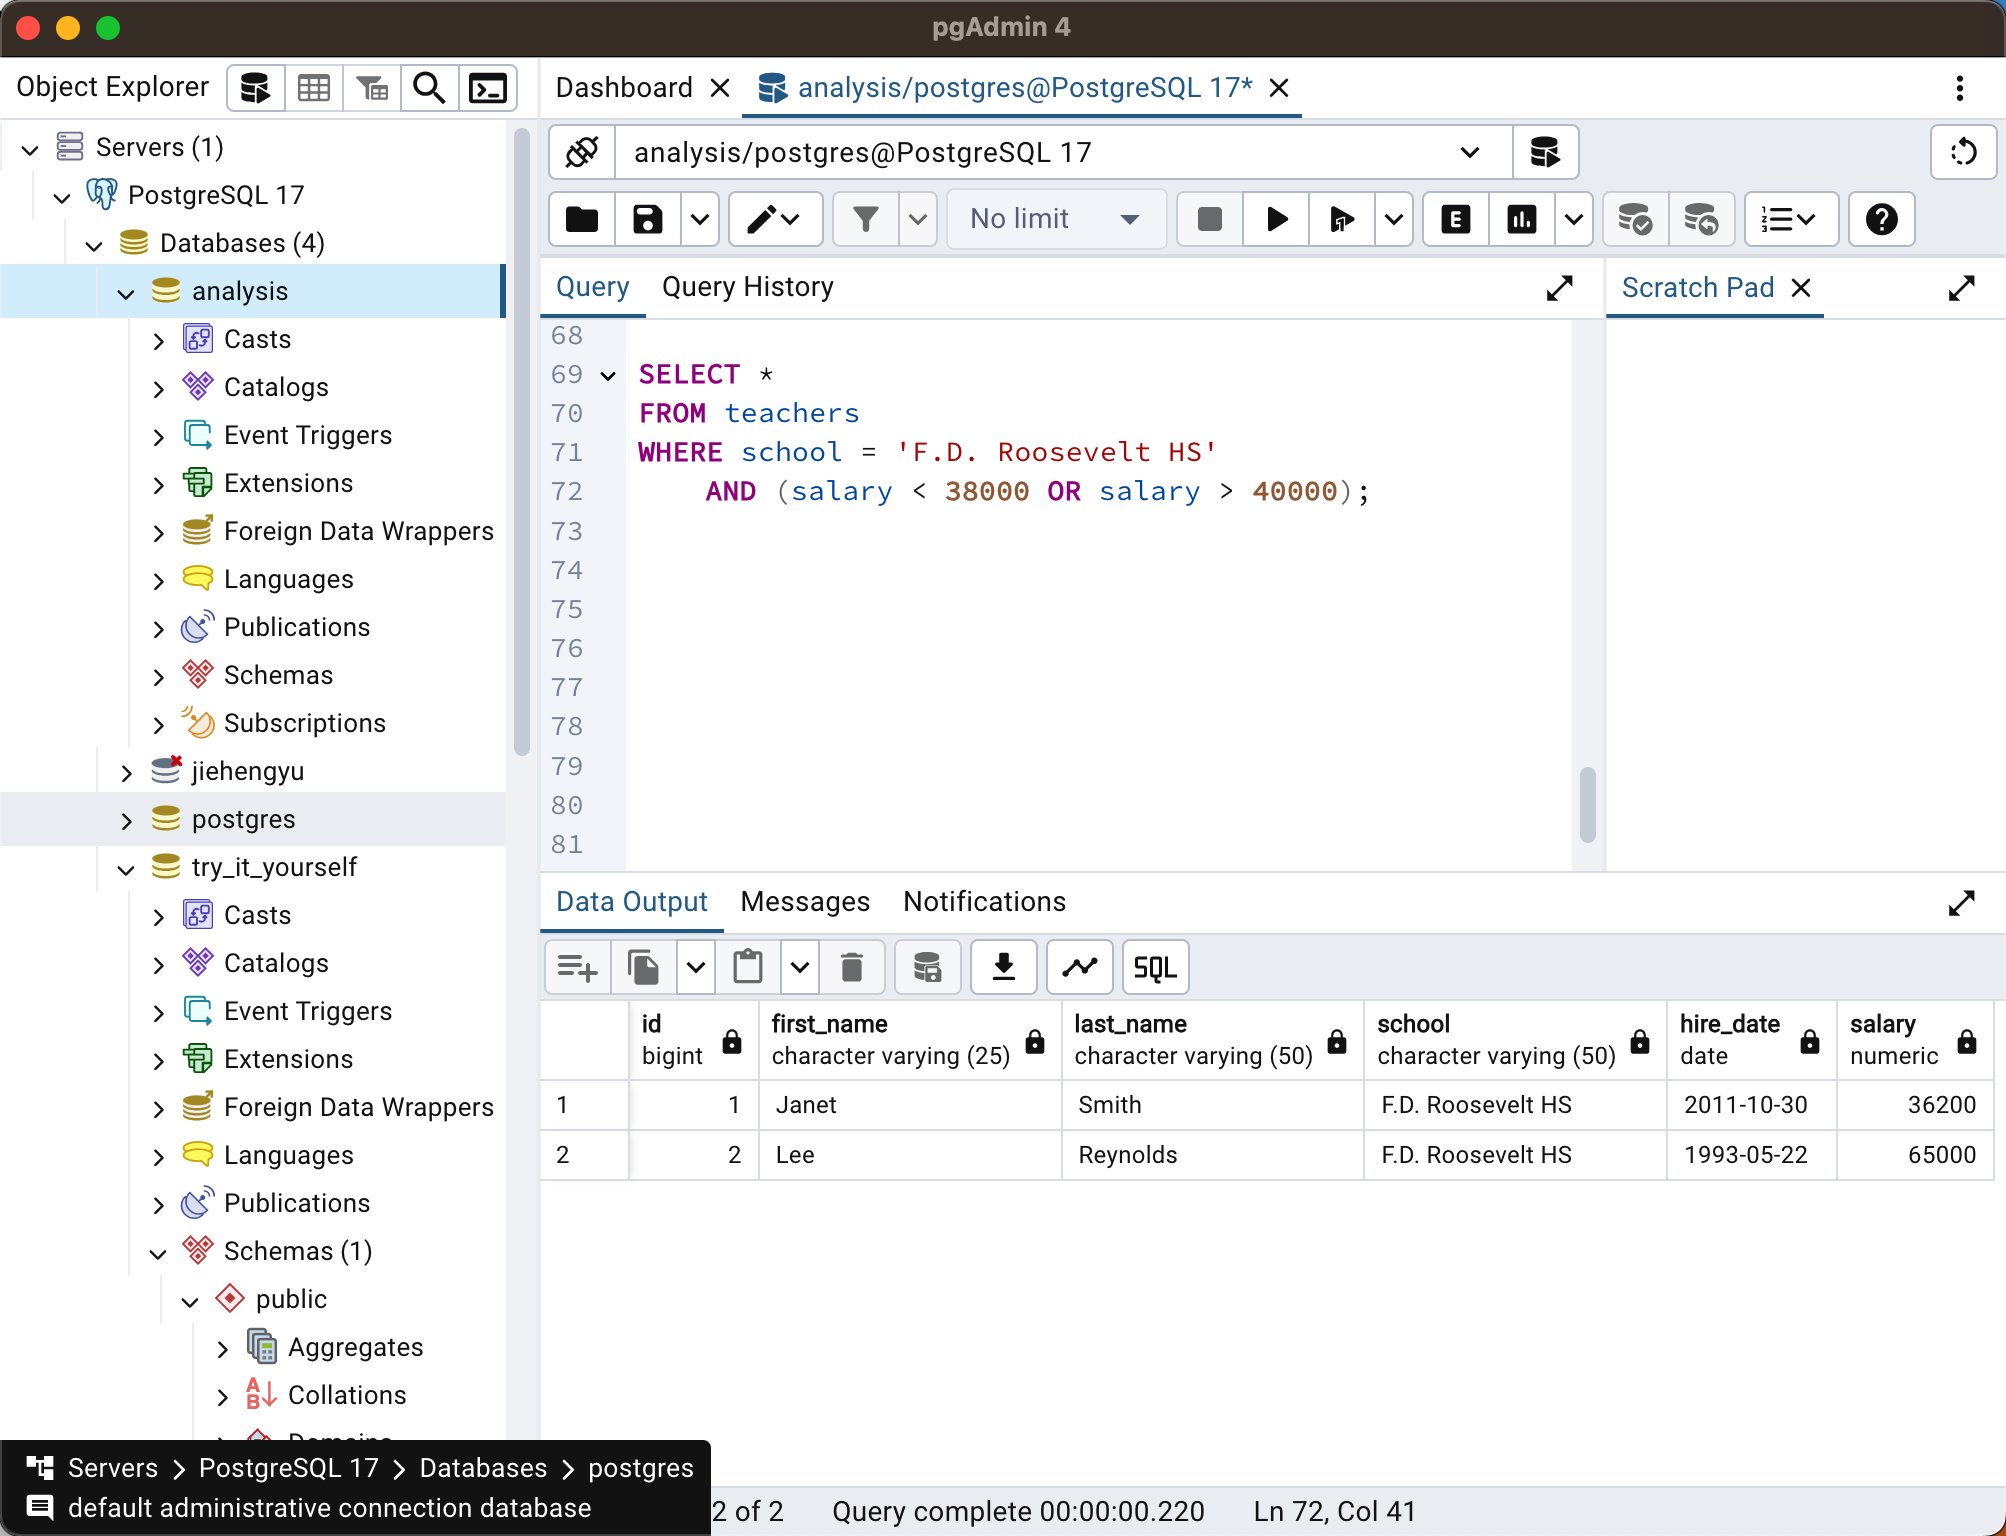 pgAdmin 4
Object Explorer
Servers (1)
PostgreSQL 17
Databases (4)
analysis
Casts
Catalogs
Event Triggers
Extensions
Foreign Data Wrappers
Languages
Publications
Schemas
Subscriptions
jiehengyu
postgres
try_it_yourself
Casts
Catalogs
Event Triggers
Extensions
Foreign Data Wrappers
Languages
Publications
Schemas (1)
public
Aggregates
Collations
Domains
Servers > PostgreSQL 17 > Databases > postgres
default administrative connection database
Dashboard analysis/postgres@PostgreSQL 17*
analysis/postgres@PostgreSQL 17
No limit E
Query Query History Scratch Pad
68
69 SELECT *
70 FROM teachers
71 WHERE school = 'F.D. Roosevelt HS'
72 AND (salary < 38000 OR salary > 40000);
73
74
75
76
77
78
79
80
81
Data Output Messages Notifications
SQL
id first_name last_name school hire_date salary
bigint character varying (25) character varying (50) character varying (50) date numeric
1 1 Janet Smith F.D. Roosevelt HS 2011-10-30 36200
2 2 Lee Reynolds F.D. Roosevelt HS 1993-05-22 65000
2 of 2 Query complete 00:00:00.220 Ln 72, Col 41